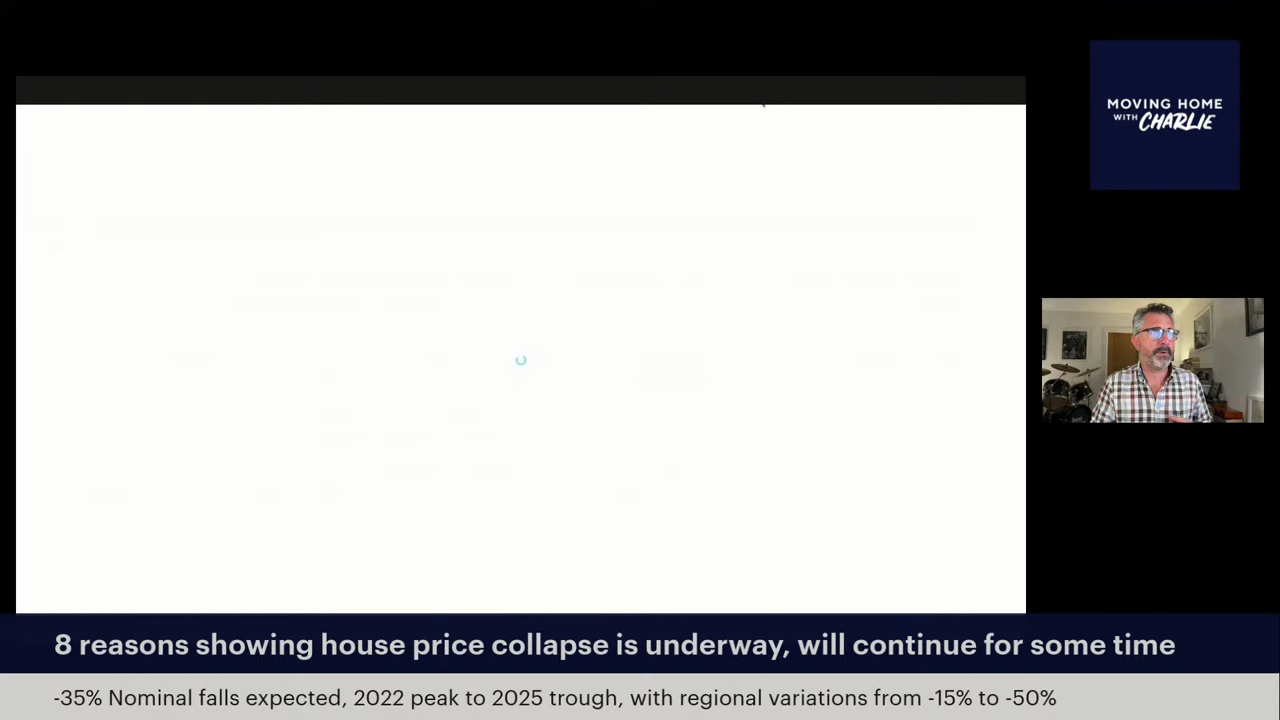 MOVING HOME
WITH CHARLIE
8 reasons showing house price collapse is underway, will continue for some time
-35% Nominal falls expected, 2022 peak to 2025 trough, with regional variations from -15% to -50%